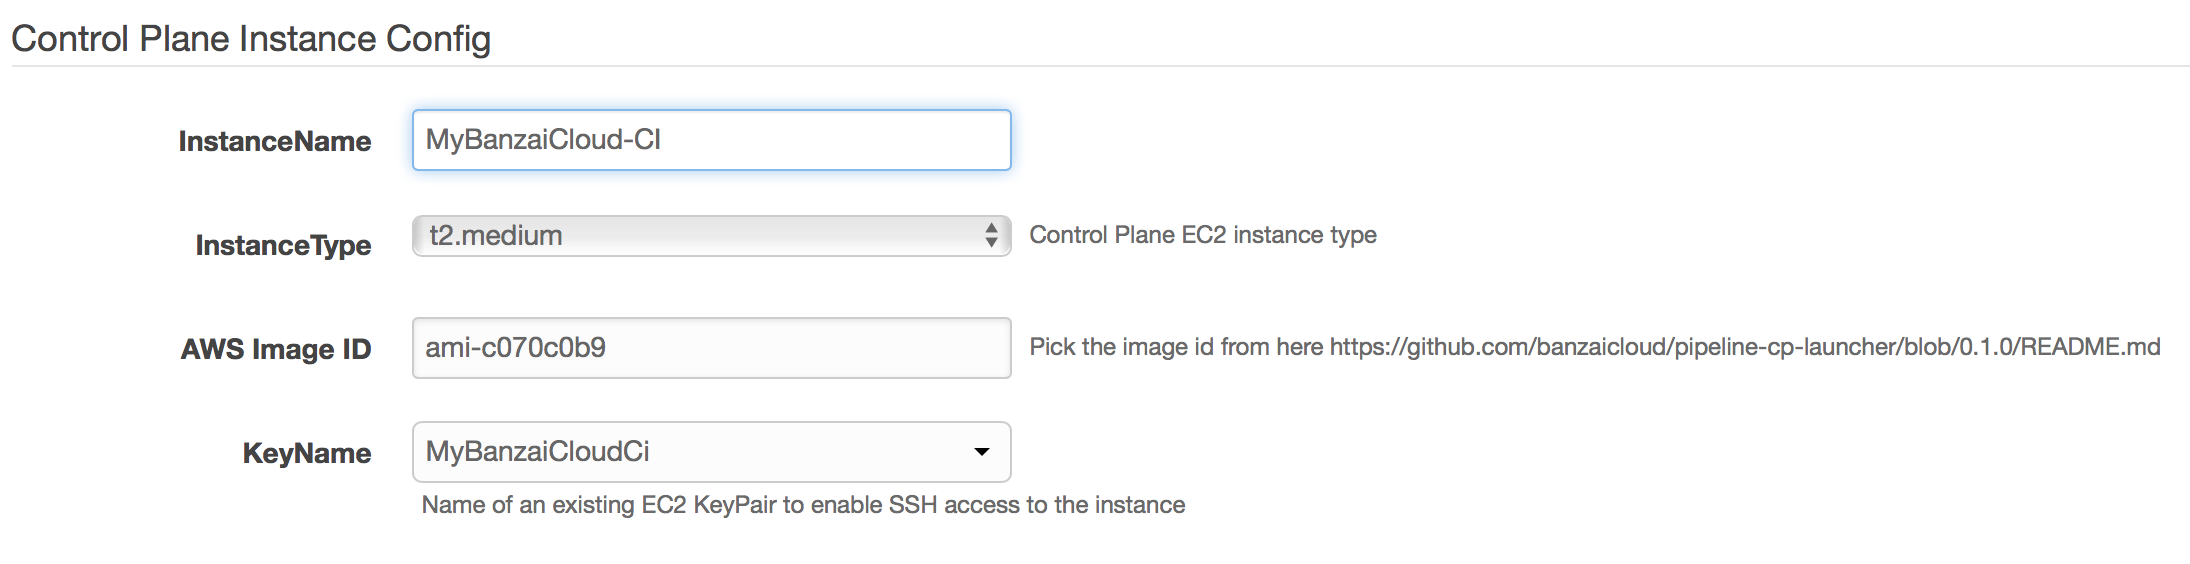 Control Plane Instance Config
InstanceName MyBanzaiCloud-CI
InstanceType t2.medium Control Plane EC2 instance type
AWS Image ID ami-c070c0b9 Pick the image id from here https://github.com/banzaicloud/pipeline-cp-launcher/blob/0.1.0/README.md
KeyName MyBanzaiCloudCi
Name of an existing EC2 KeyPair to enable SSH access to the instance